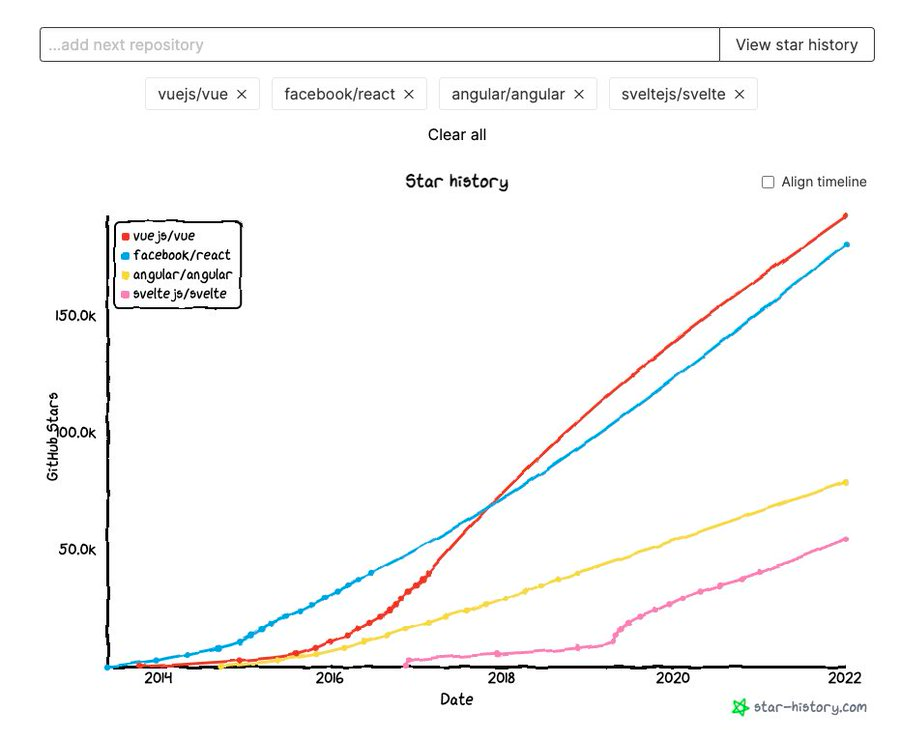 ...add next repository View star history
vuejs/vue × facebook/react × angular/angular × sveltejs/svelte ×
Clear all
Star history
Align timeline
vuejs/vue
facebook/react
angular/angular
sveltejs/svelte
150.0k
100.0k
50.0k
GitHub Stars
2014 2016 2018 2020 2022
Date
star-history.com